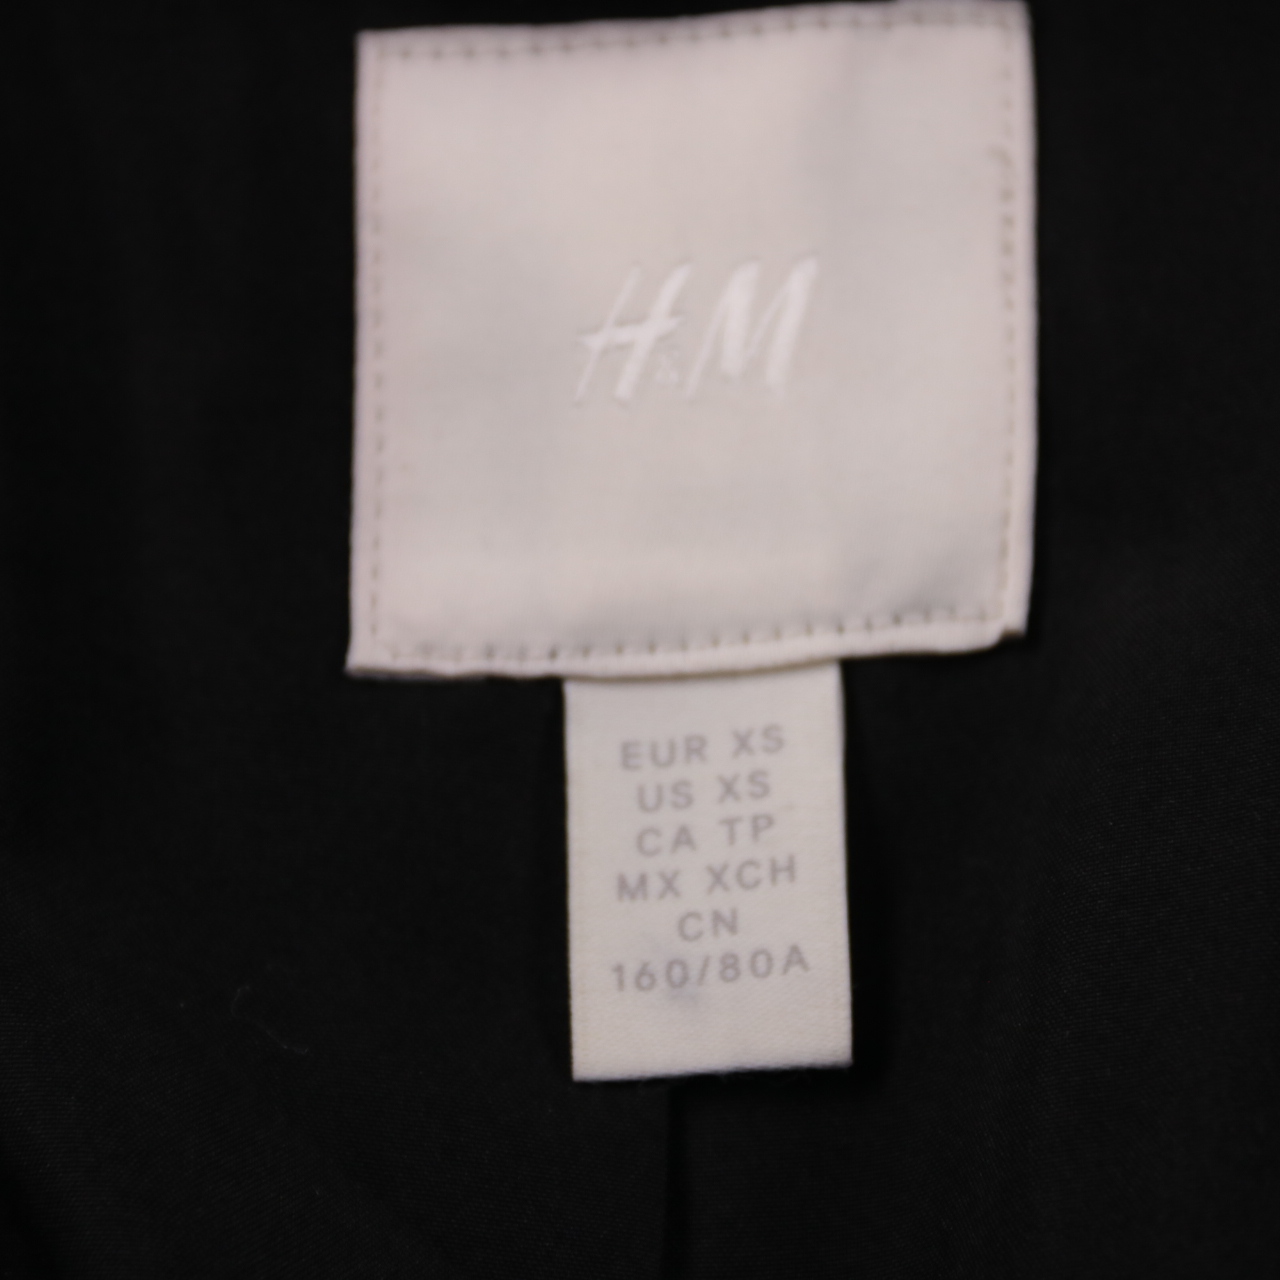 H&M
EUR XS
US XS
CA TP
MX XCH
CN
160/80A